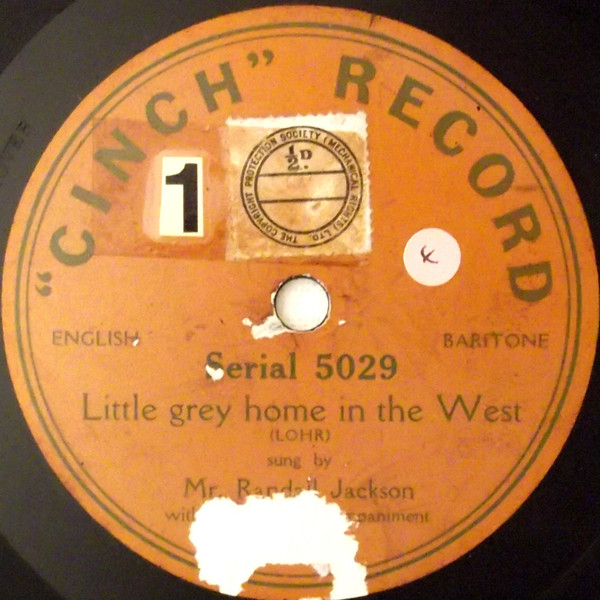 "CINCH" RECORD
THE COPYRIGHT PROTECTION SOCIETY (MECHANICAL RIGHTS) LTD.
½D.
1
ENGLISH BARITONE
Serial 5029
Little grey home in the West
(LOHR)
sung by
Mr. Randall Jackson
with